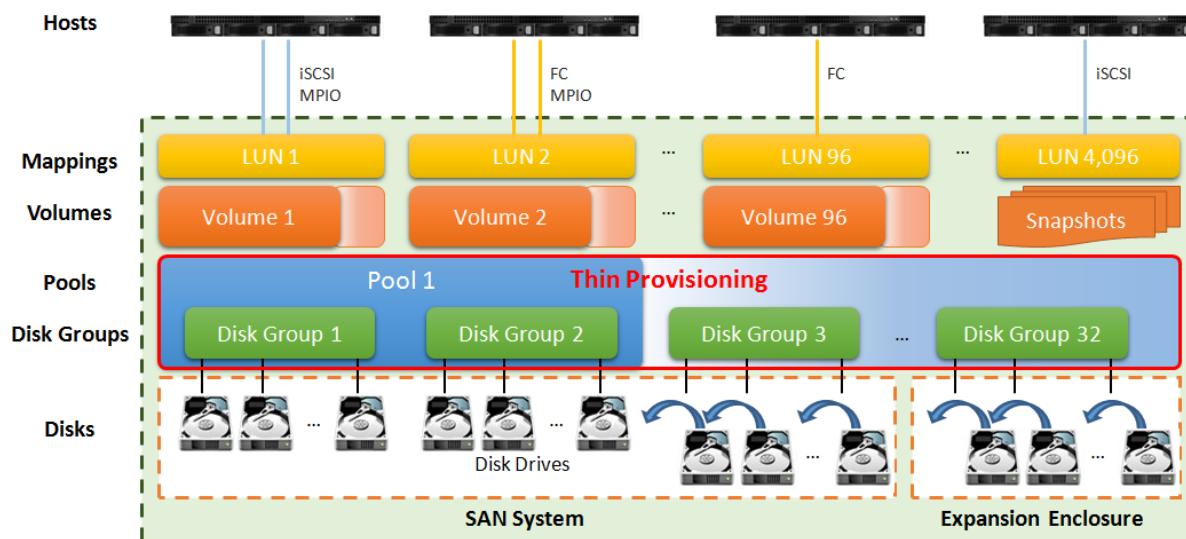 Hosts
iSCSI
MPIO
FC
MPIO
FC
iSCSI
Mappings
LUN 1
LUN 2
...
LUN 96
...
LUN 4,096
Volumes
Volume 1
Volume 2
...
Volume 96
Snapshots
Pools
Pool 1
Thin Provisioning
Disk Groups
Disk Group 1
Disk Group 2
Disk Group 3
...
Disk Group 32
Disks
...
...
...
...
Disk Drives
SAN System
Expansion Enclosure